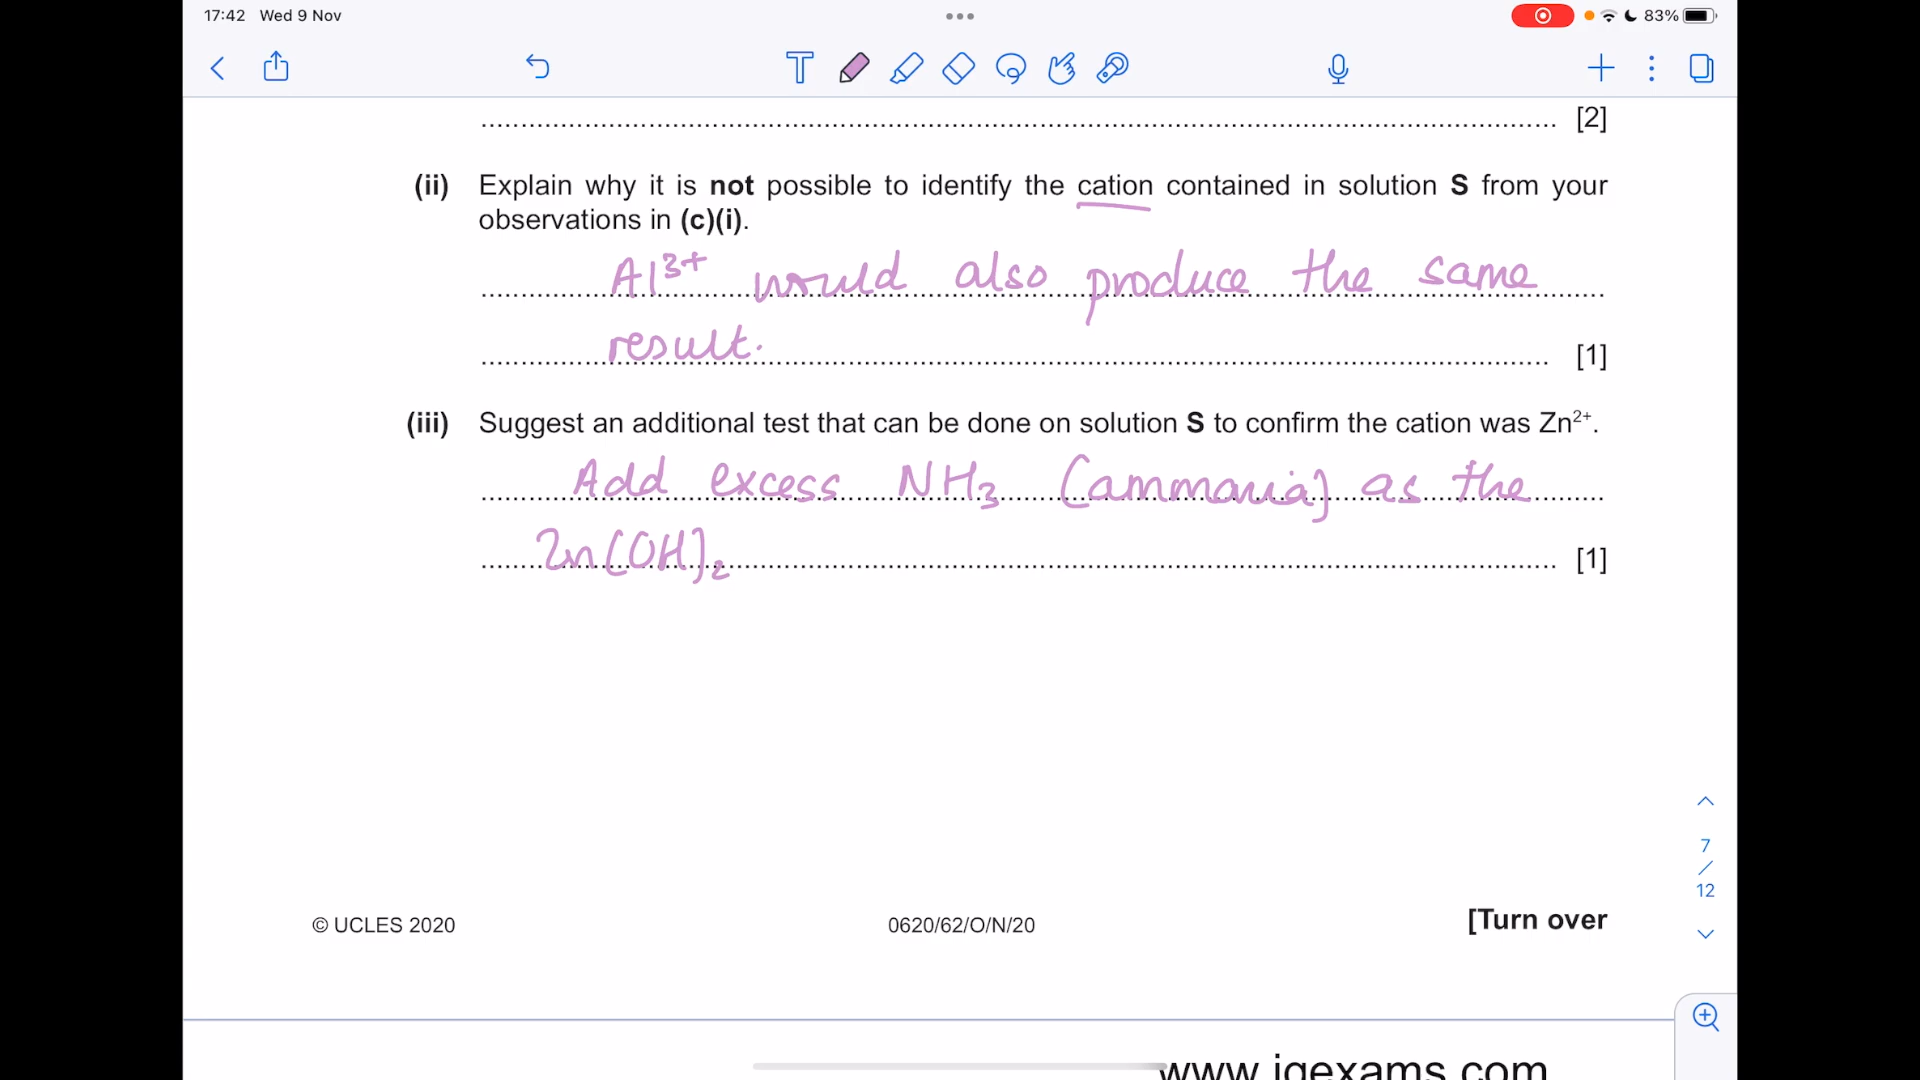 17:42 Wed 9 Nov
83%
[2]
(ii) Explain why it is not possible to identify the cation contained in solution S from your
observations in (c)(i).
Al³⁺ would also produce the same
result.
[1]
(iii) Suggest an additional test that can be done on solution S to confirm the cation was Zn²⁺.
Add excess NH₃ (ammonia) as the
Zn(OH)₂
[1]
7
/
12
© UCLES 2020 0620/62/O/N/20 [Turn over
www.igexams.com